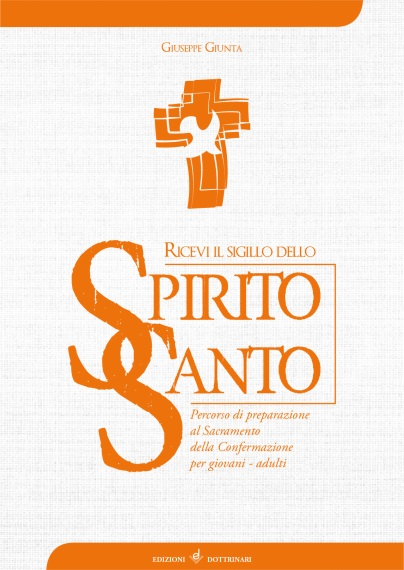 Giuseppe Giunta
Ricevi il sigillo dello
Spirito
Santo
Percorso di preparazione
al Sacramento
della Confermazione
per giovani - adulti
EDIZIONI ed DOTTRINARI